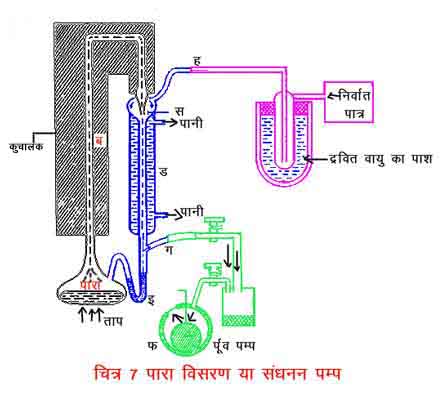 ह
स
पानी
निर्वात
पात्र
द्रवित वायु का पाश
कुचालक
ब
ड
पानी
ग
पारा
ताप
फ
र्पूव पम्प
चित्र 7 पारा विसरण या संधनन पम्प